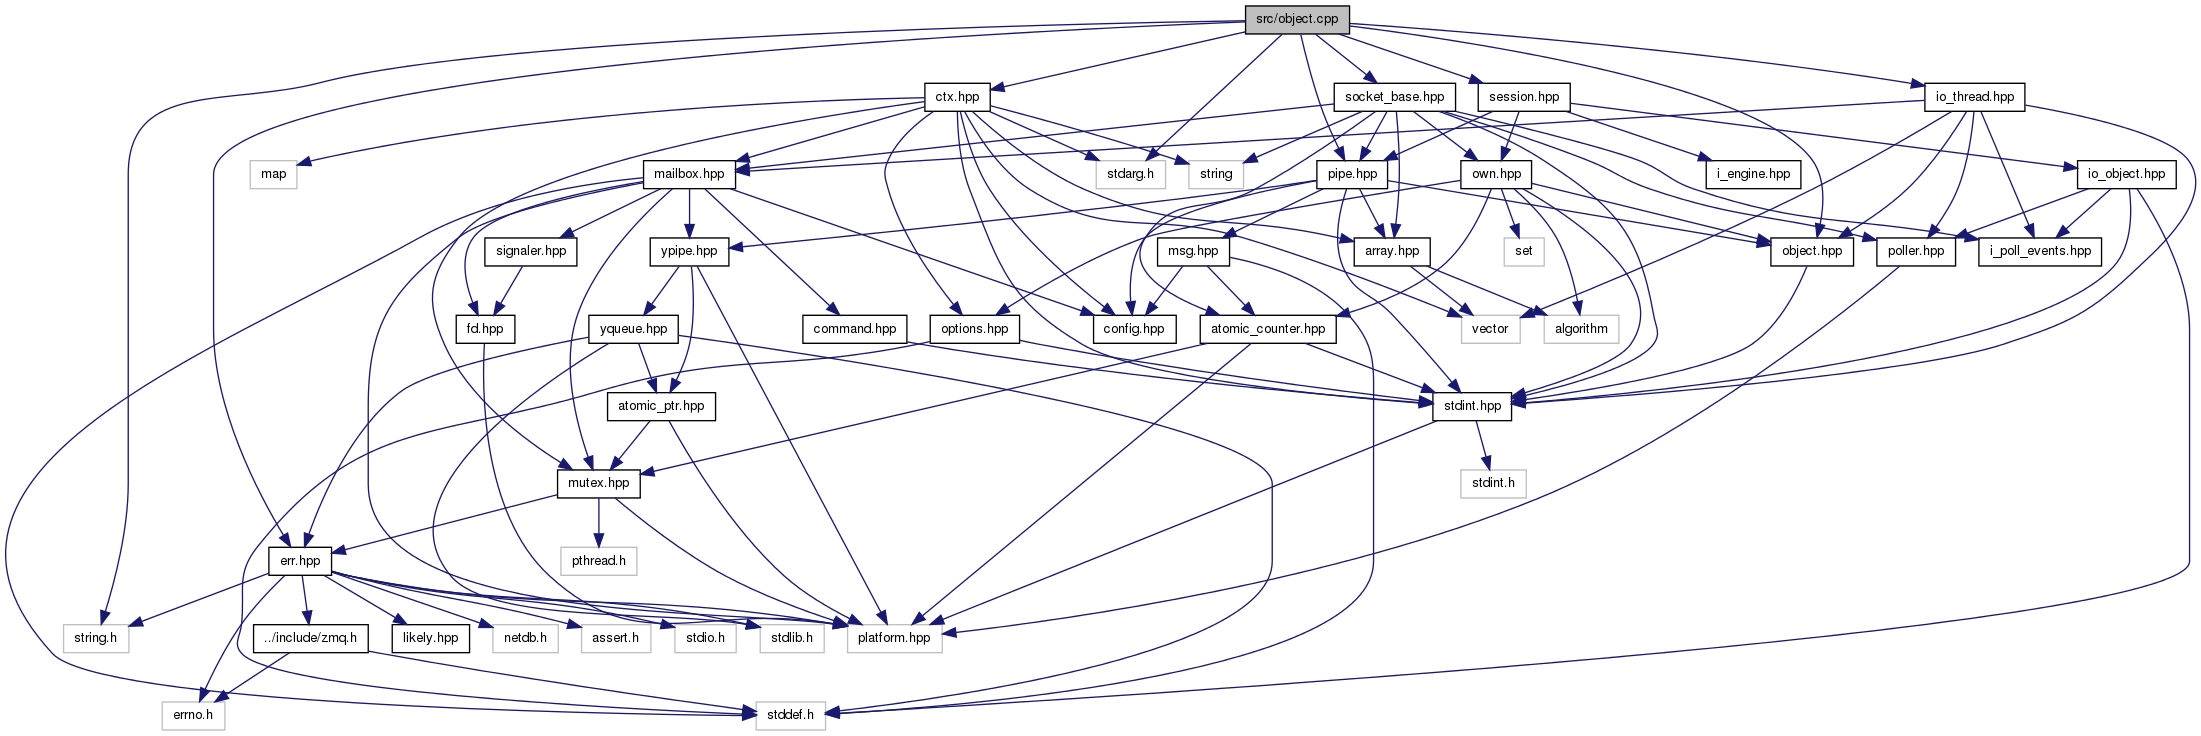 src/object.cpp
ctx.hpp
socket_base.hpp
session.hpp
io_thread.hpp
map
mailbox.hpp
stdarg.h
string
pipe.hpp
own.hpp
i_engine.hpp
io_object.hpp
signaler.hpp
ypipe.hpp
msg.hpp
array.hpp
set
object.hpp
poller.hpp
i_poll_events.hpp
fd.hpp
yqueue.hpp
command.hpp
options.hpp
config.hpp
atomic_counter.hpp
vector
algorithm
atomic_ptr.hpp
stdint.hpp
mutex.hpp
stdint.h
err.hpp
pthread.h
string.h
../include/zmq.h
likely.hpp
netdb.h
assert.h
stdio.h
stdlib.h
platform.hpp
errno.h
stddef.h